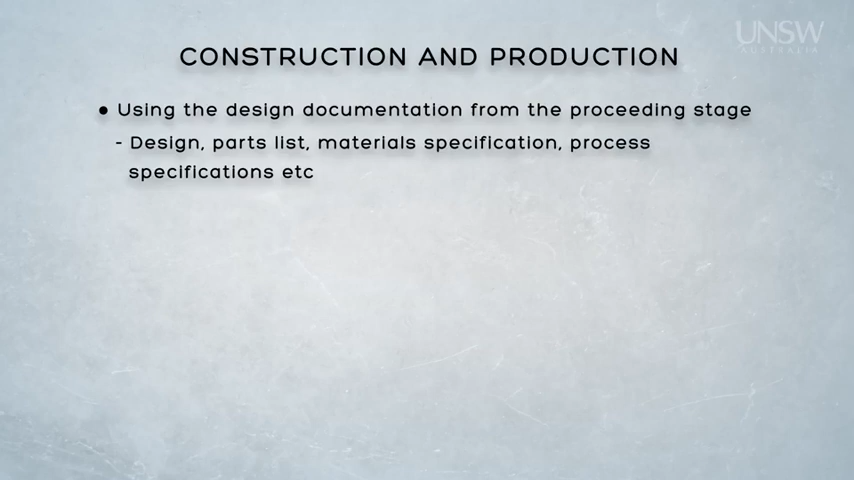 UNSW
AUSTRALIA
CONSTRUCTION AND PRODUCTION
• Using the design documentation from the proceeding stage
- Design, parts list, materials specification, process
specifications etc